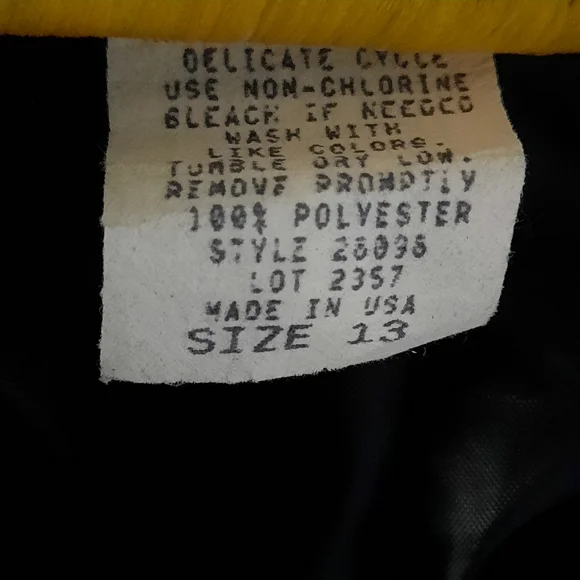 DELICATE CYCLE
USE NON-CHLORINE
BLEACH IF NEEDED
WASH WITH
LIKE COLORS.
TUMBLE DRY LOW.
REMOVE PROMPTLY
100% POLYESTER
STYLE 26096
LOT 2357
MADE IN USA
SIZE 13